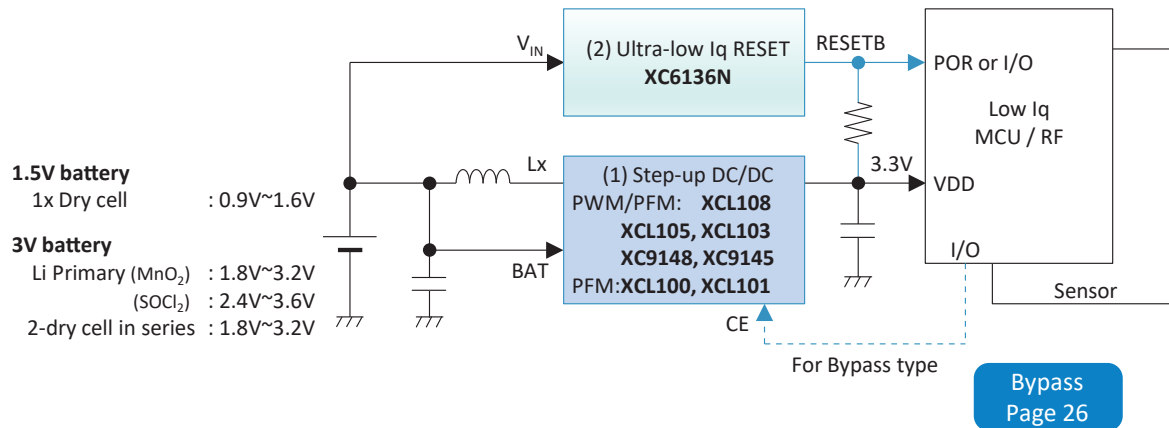 V_IN
(2) Ultra-low Iq RESET
XC6136N
RESETB
POR or I/O
Low Iq
MCU / RF
1.5V battery
1x Dry cell : 0.9V~1.6V
3V battery
Li Primary (MnO₂) : 1.8V~3.2V
(SOCl₂) : 2.4V~3.6V
2-dry cell in series : 1.8V~3.2V
Lx
BAT
(1) Step-up DC/DC
PWM/PFM: XCL108
XCL105, XCL103
XC9148, XC9145
PFM:XCL100, XCL101
3.3V
VDD
I/O
Sensor
CE
For Bypass type
Bypass
Page 26